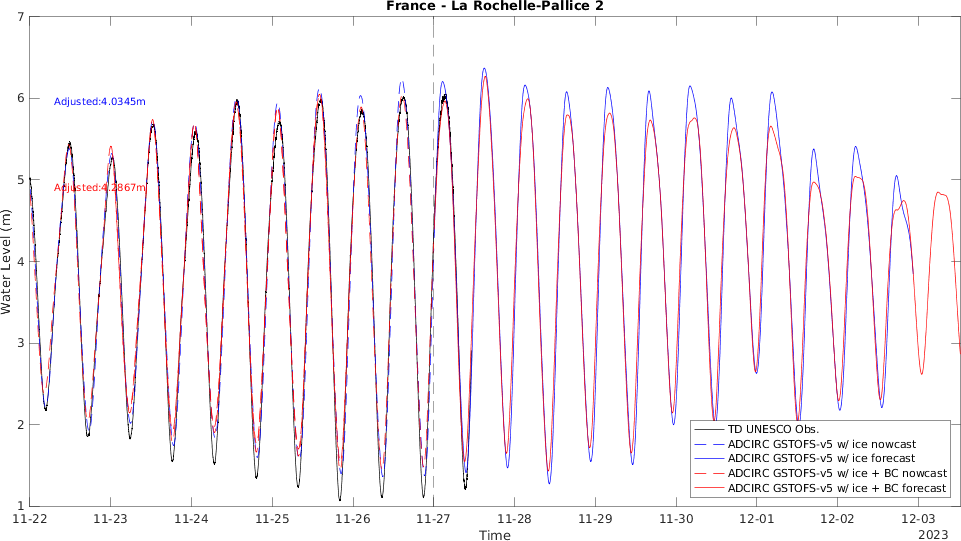 France - La Rochelle-Pallice 2
7
6
5
4
3
2
1
Water Level (m)
Adjusted:4.0345m
Adjusted:4.2867m
TD UNESCO Obs.
ADCIRC GSTOFS-v5 w/ ice nowcast
ADCIRC GSTOFS-v5 w/ ice forecast
ADCIRC GSTOFS-v5 w/ ice + BC nowcast
ADCIRC GSTOFS-v5 w/ ice + BC forecast
11-22 11-23 11-24 11-25 11-26 11-27 11-28 11-29 11-30 12-01 12-02 12-03
Time
2023